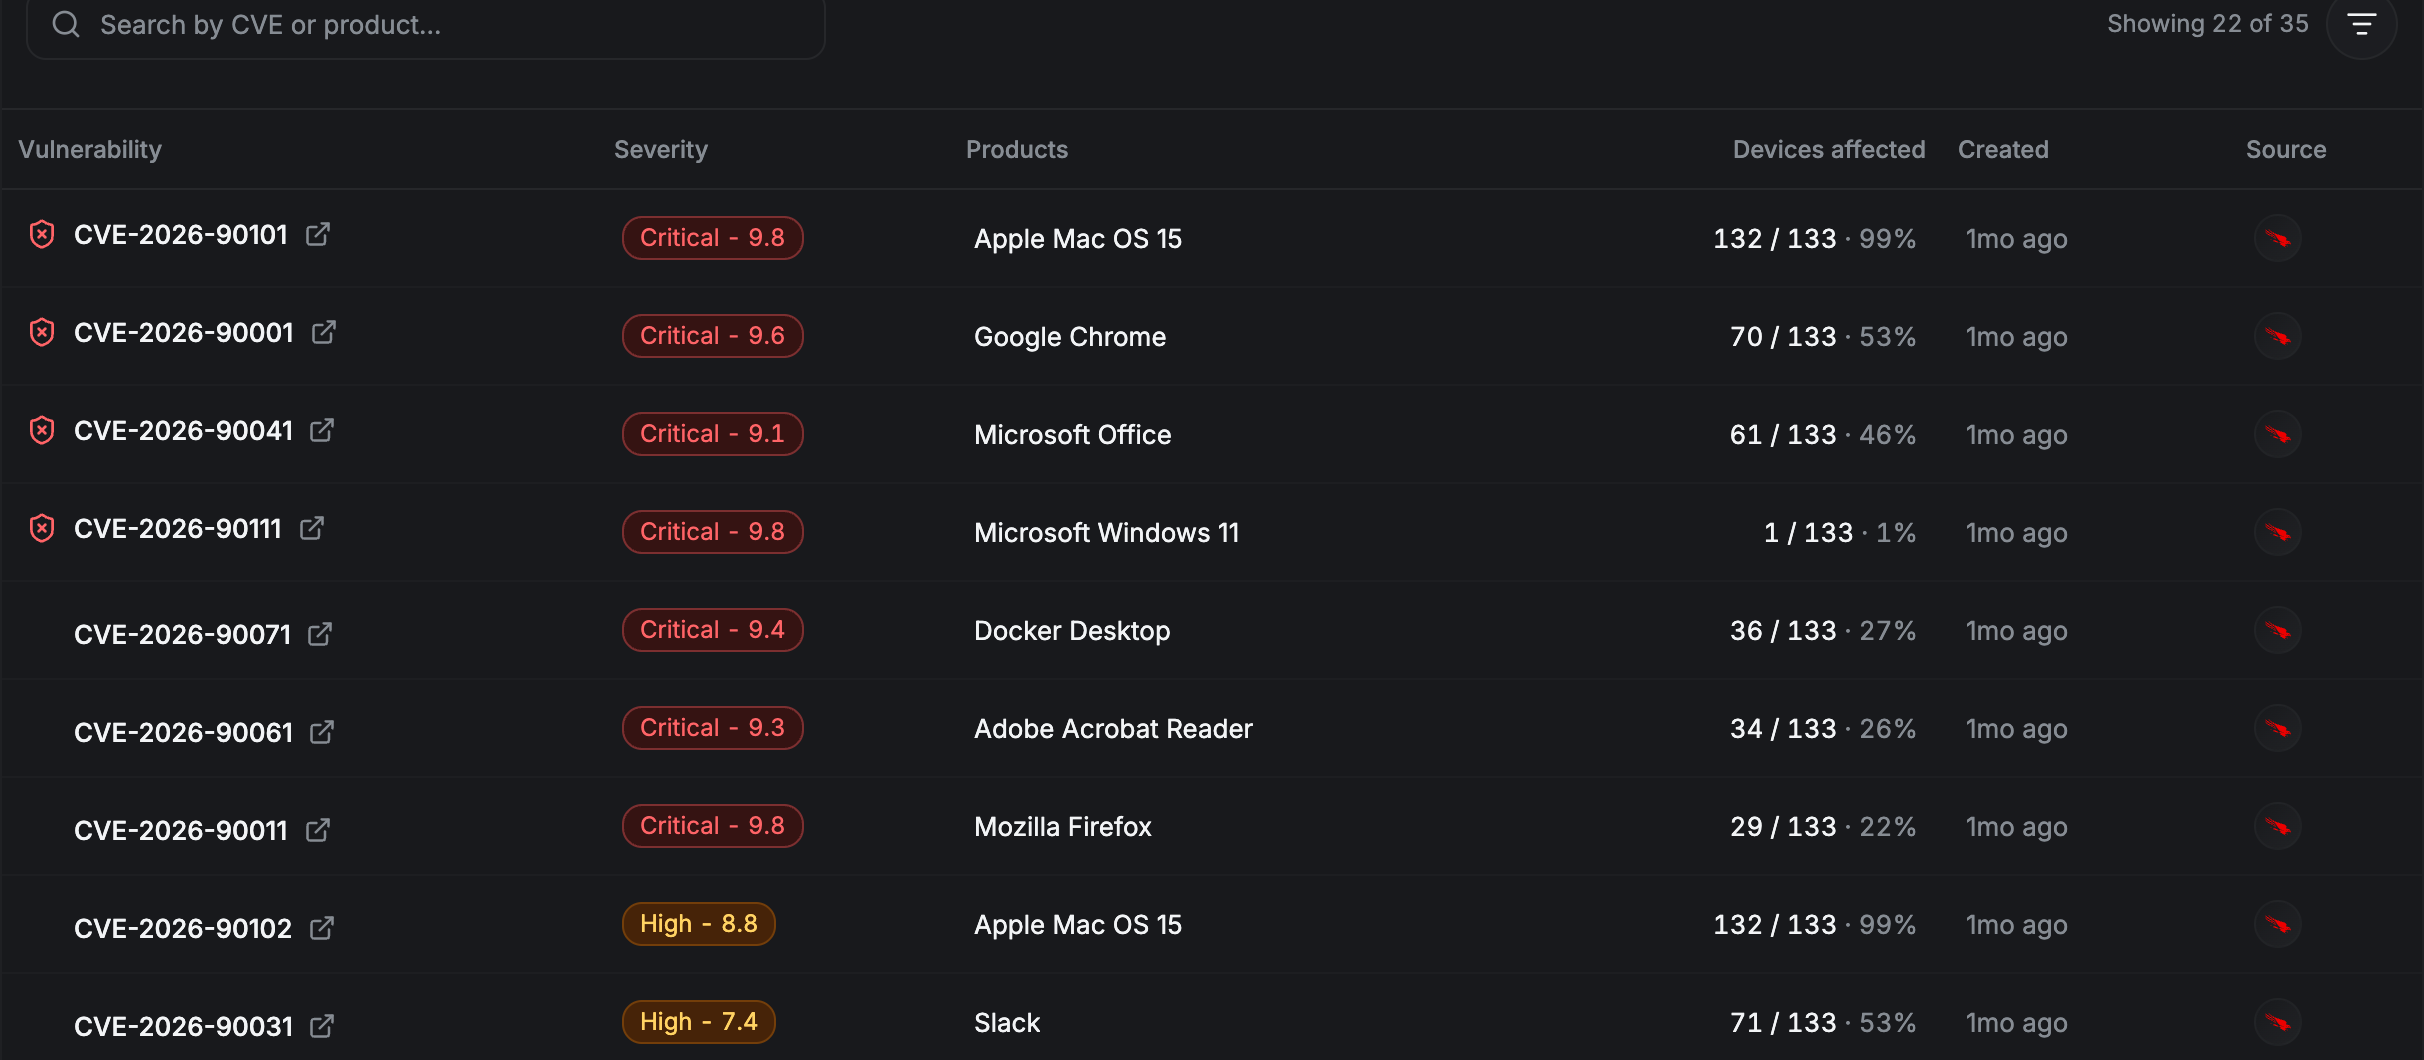 Search by CVE or product...
Showing 22 of 35
Vulnerability Severity Products Devices affected Created Source
CVE-2026-90101 Critical - 9.8 Apple Mac OS 15 132 / 133 · 99% 1mo ago
CVE-2026-90001 Critical - 9.6 Google Chrome 70 / 133 · 53% 1mo ago
CVE-2026-90041 Critical - 9.1 Microsoft Office 61 / 133 · 46% 1mo ago
CVE-2026-90111 Critical - 9.8 Microsoft Windows 11 1 / 133 · 1% 1mo ago
CVE-2026-90071 Critical - 9.4 Docker Desktop 36 / 133 · 27% 1mo ago
CVE-2026-90061 Critical - 9.3 Adobe Acrobat Reader 34 / 133 · 26% 1mo ago
CVE-2026-90011 Critical - 9.8 Mozilla Firefox 29 / 133 · 22% 1mo ago
CVE-2026-90102 High - 8.8 Apple Mac OS 15 132 / 133 · 99% 1mo ago
CVE-2026-90031 High - 7.4 Slack 71 / 133 · 53% 1mo ago